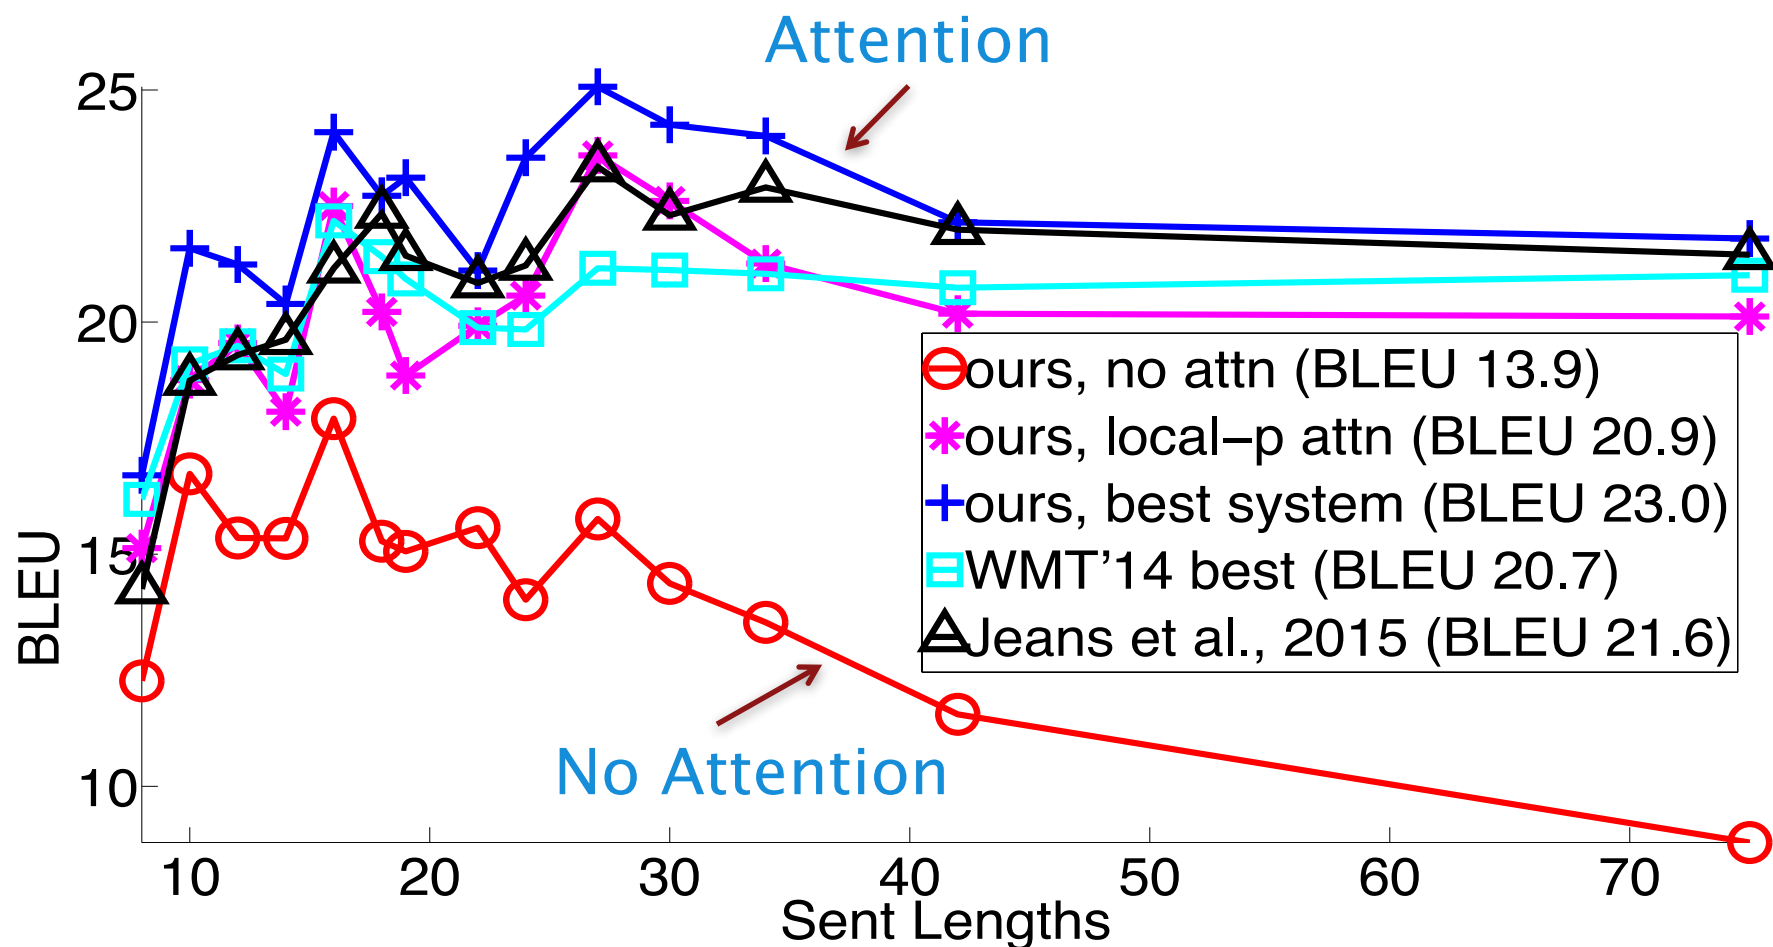 Attention
25
20
15
10
BLEU
ours, no attn (BLEU 13.9)
ours, local−p attn (BLEU 20.9)
ours, best system (BLEU 23.0)
WMT’14 best (BLEU 20.7)
Jeans et al., 2015 (BLEU 21.6)
No Attention
10 20 30 40 50 60 70
Sent Lengths